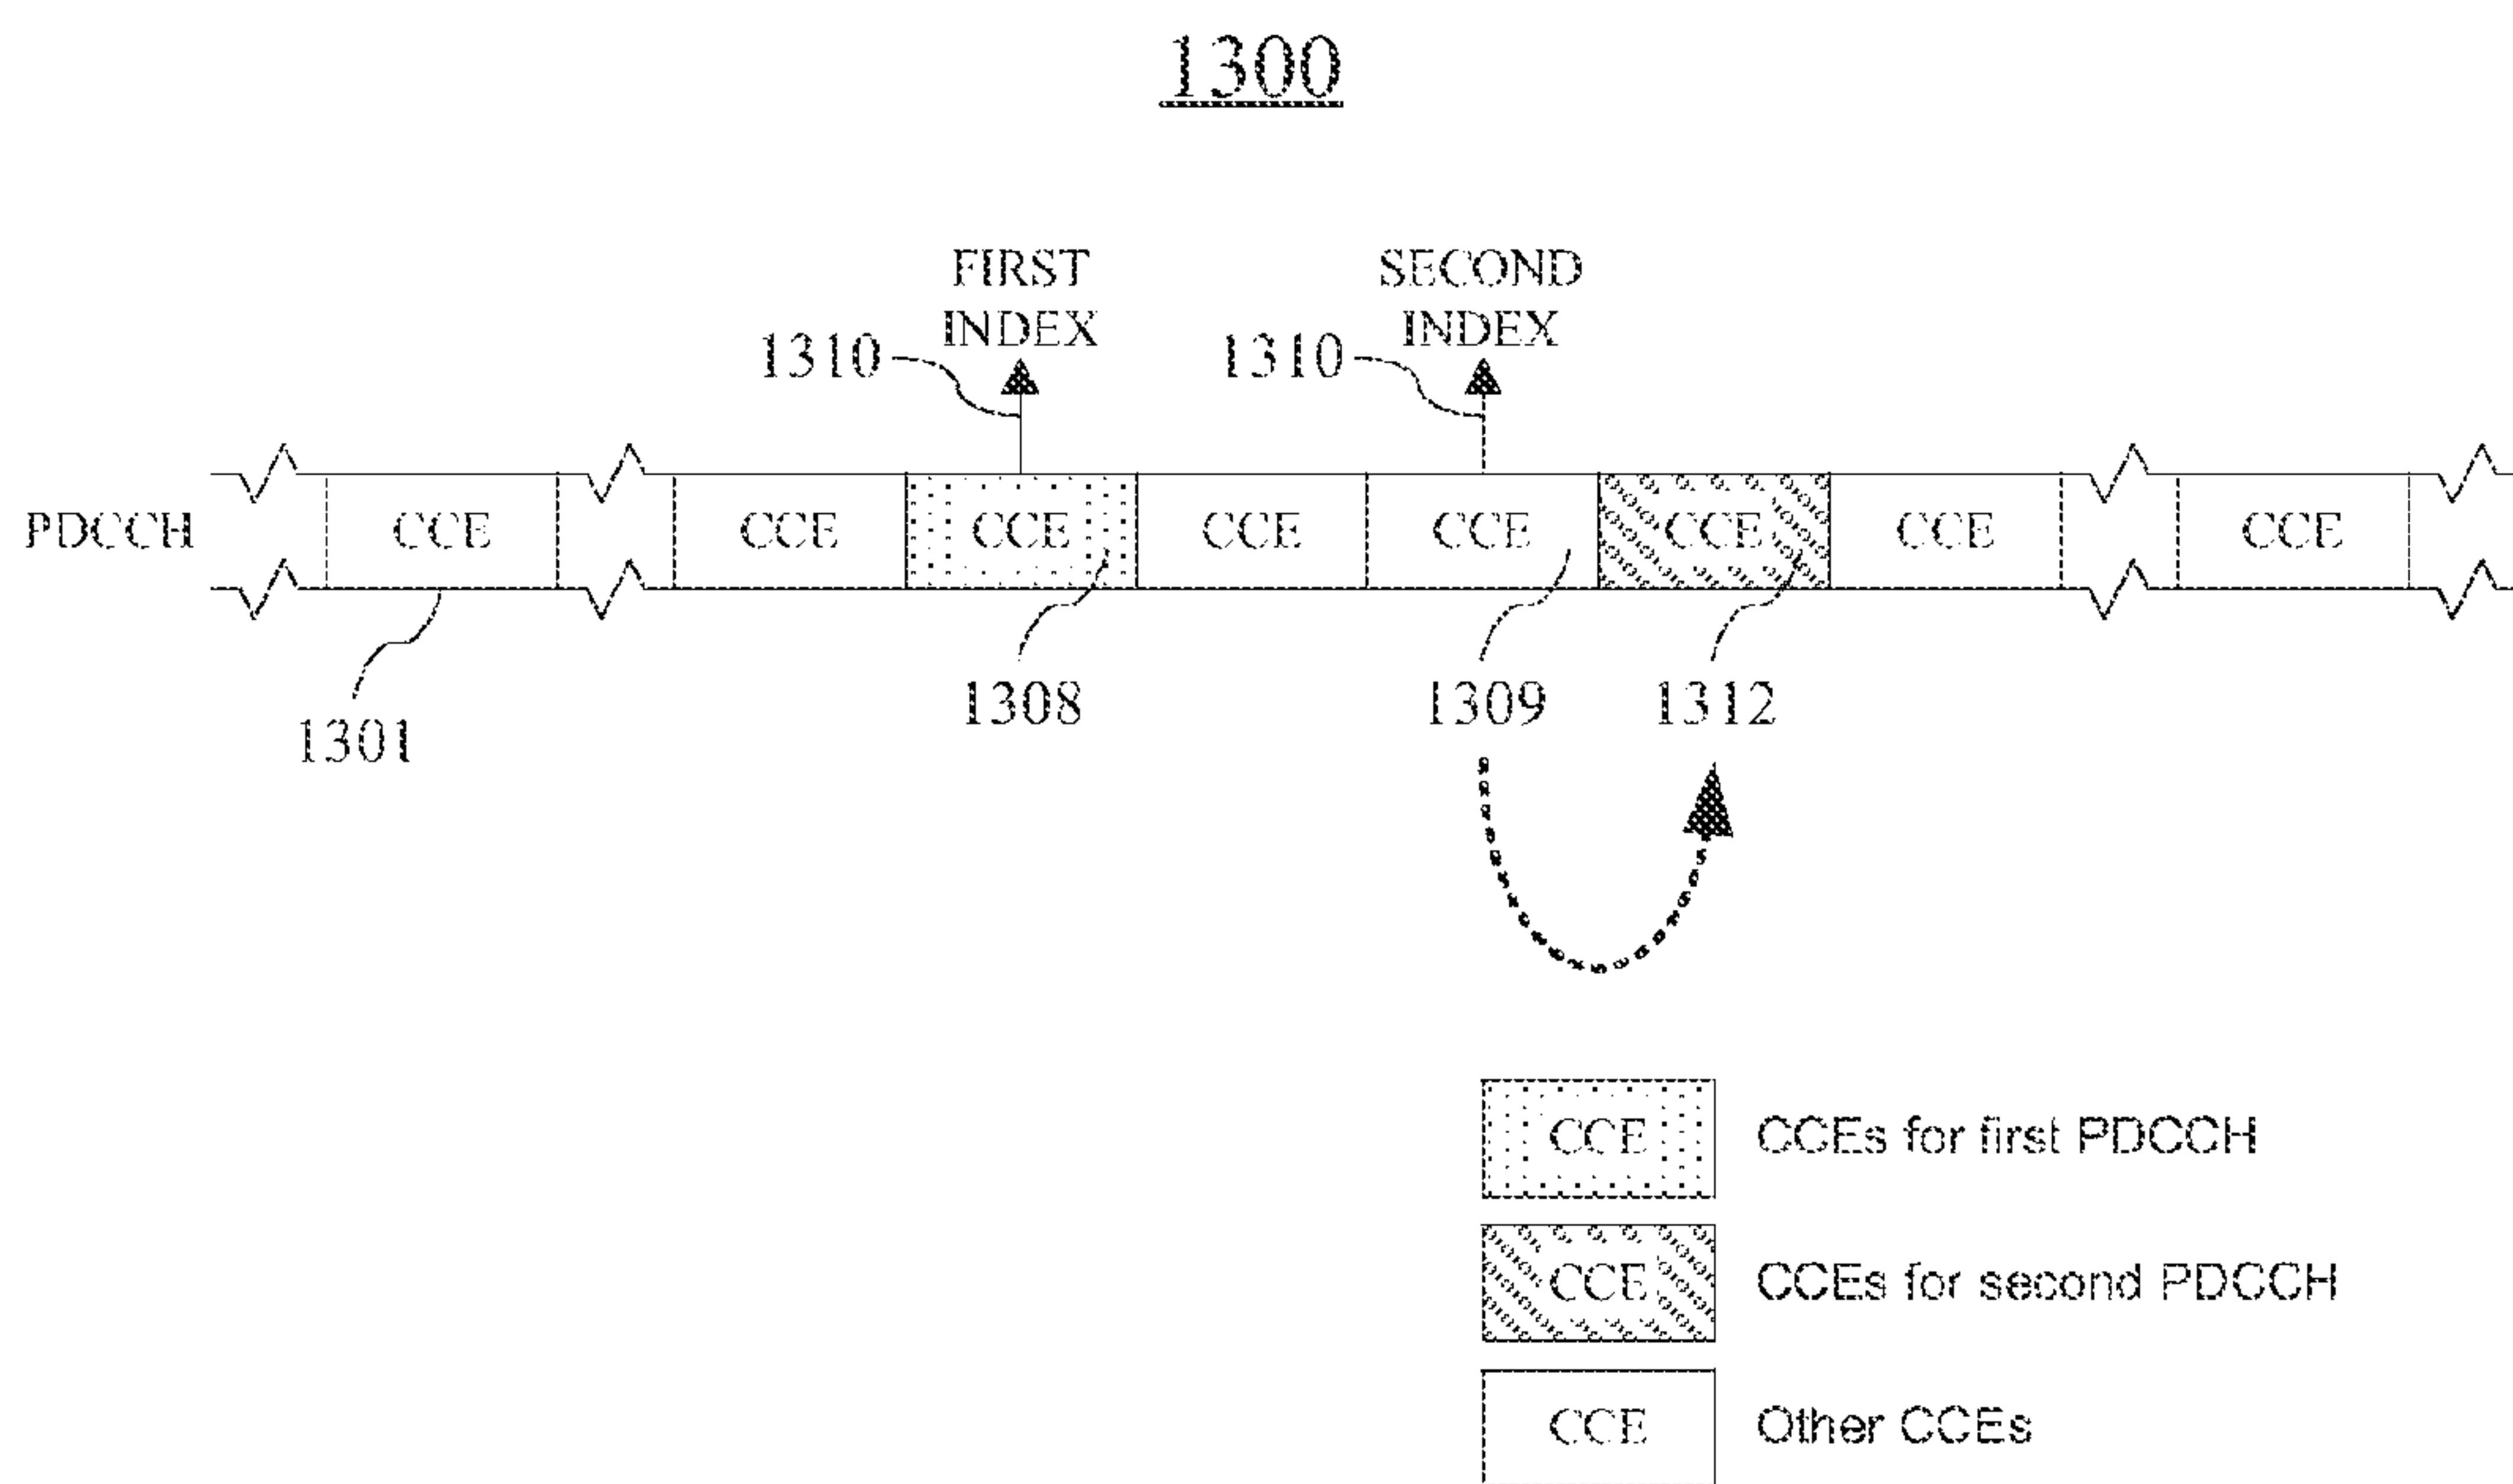 1300
FIRST
INDEX
SECOND
INDEX
1310
1310
PDCCH
CCE
CCE
CCE
CCE
CCE
CCE
CCE
CCE
1301
1308
1309
1312
CCE
CCEs for first PDCCH
CCE
CCEs for second PDCCH
CCE
Other CCEs